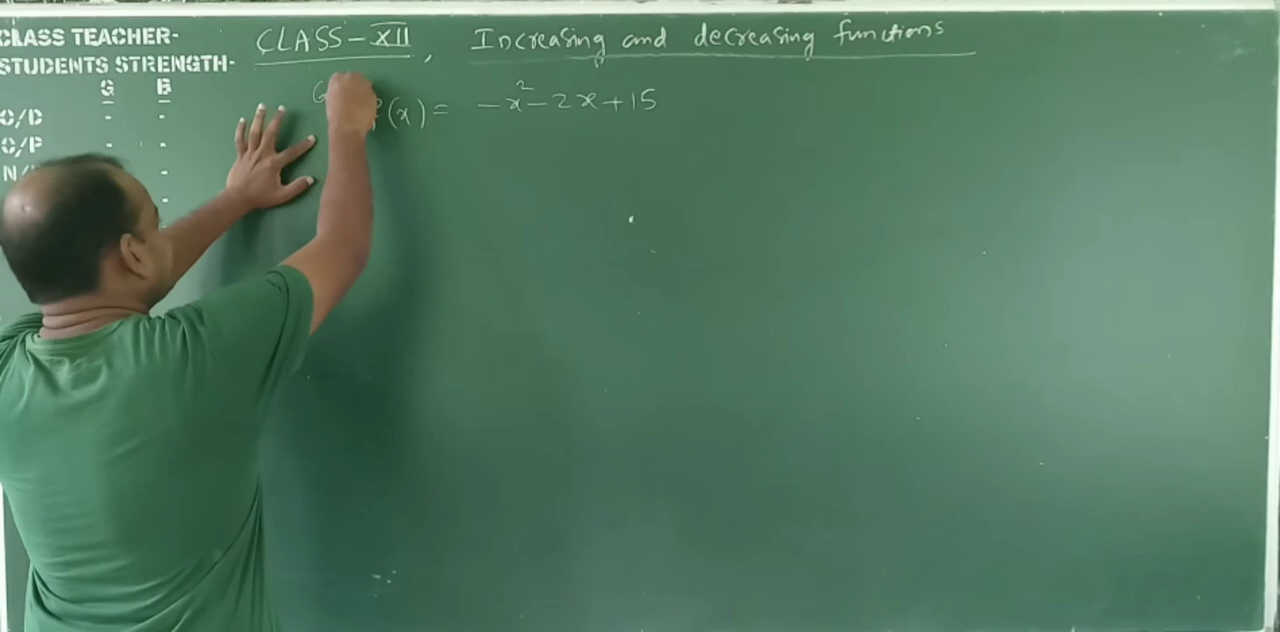 CLASS TEACHER-
STUDENTS STRENGTH-
G B
O/D - -
O/P - -
-
-
CLASS-XII, Increasing and decreasing functions
(x) = -x²-2x+15